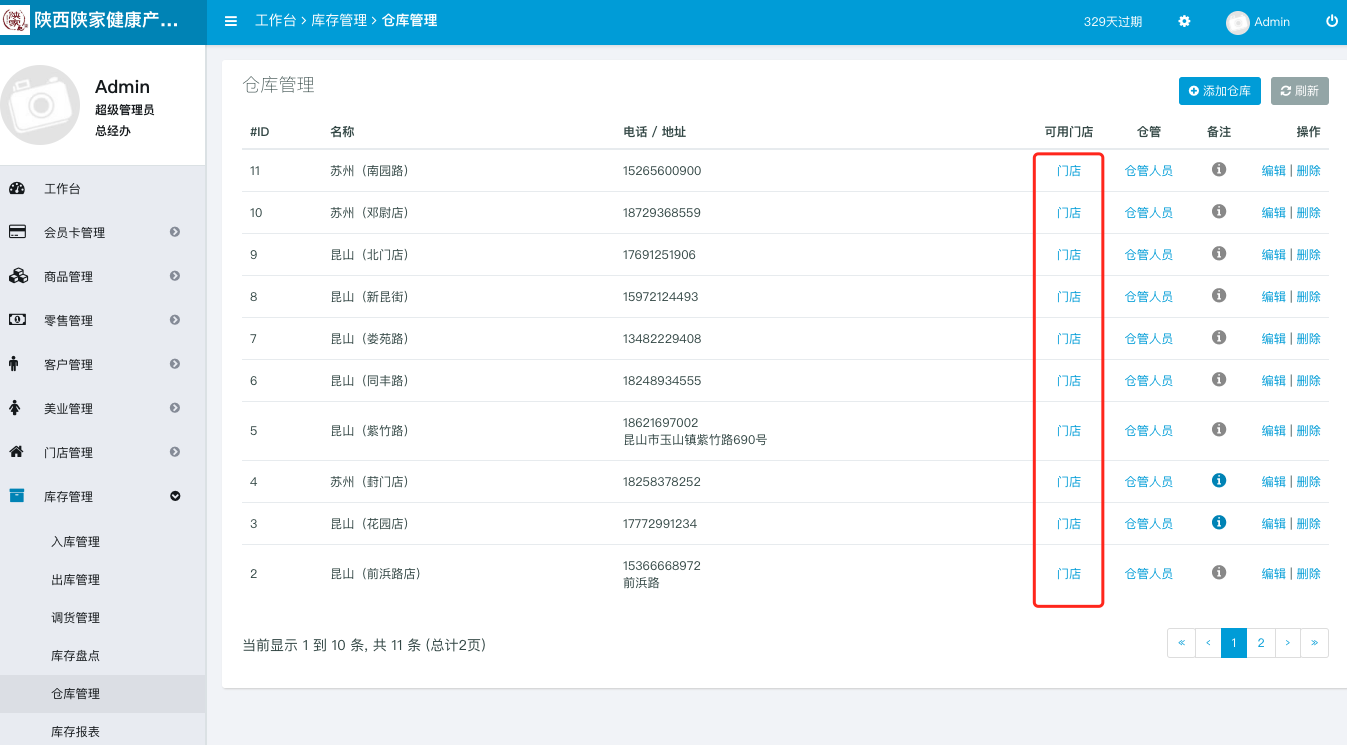 陕西陕家健康产...
工作台 > 库存管理 > 仓库管理
329天过期
Admin
Admin
超级管理员
总经办
工作台
会员卡管理
商品管理
零售管理
客户管理
美业管理
门店管理
库存管理
入库管理
出库管理
调货管理
库存盘点
仓库管理
库存报表
仓库管理
添加仓库 刷新
#ID 名称 电话 / 地址 可用门店 仓管 备注 操作
11 苏州（南园路） 15265600900 门店 仓管人员 编辑 | 删除
10 苏州（邓尉店） 18729368559 门店 仓管人员 编辑 | 删除
9 昆山（北门店） 17691251906 门店 仓管人员 编辑 | 删除
8 昆山（新昆街） 15972124493 门店 仓管人员 编辑 | 删除
7 昆山（娄苑路） 13482229408 门店 仓管人员 编辑 | 删除
6 昆山（同丰路） 18248934555 门店 仓管人员 编辑 | 删除
5 昆山（紫竹路） 18621697002 门店 仓管人员 编辑 | 删除
昆山市玉山镇紫竹路690号
4 苏州（葑门店） 18258378252 门店 仓管人员 编辑 | 删除
3 昆山（花园店） 17772991234 门店 仓管人员 编辑 | 删除
2 昆山（前浜路店） 15366668972 门店 仓管人员 编辑 | 删除
前浜路
当前显示 1 到 10 条, 共 11 条 (总计2页)
« ‹ 1 2 › »